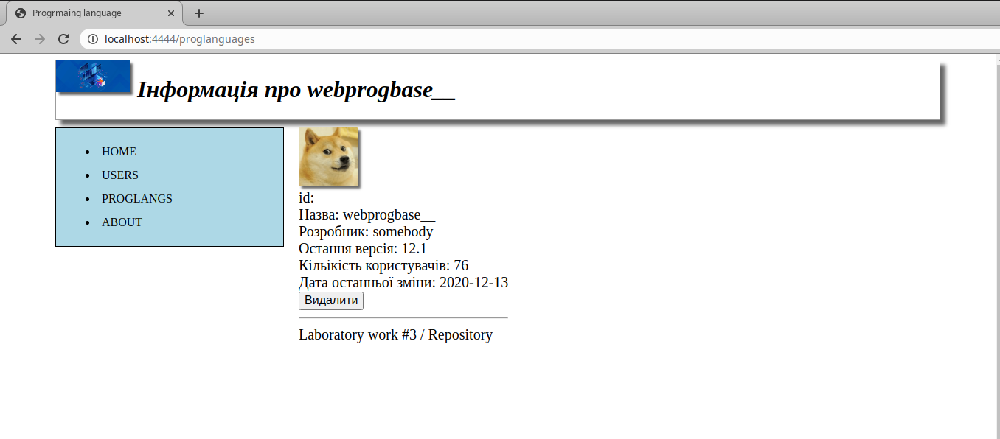 Progrmaing language
localhost:4444/proglanguages
Інформація про webprogbase__
HOME
USERS
PROGLANGS
ABOUT
id:
Назва: webprogbase__
Розробник: somebody
Остання версія: 12.1
Кільікість користувачів: 76
Дата останньої зміни: 2020-12-13
Видалити
Laboratory work #3 / Repository